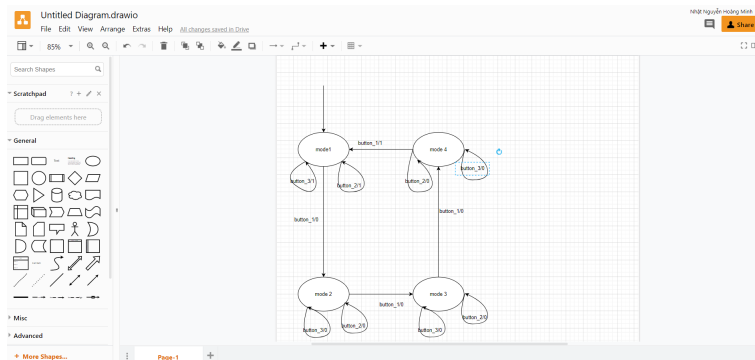 Untitled Diagram.drawio
Nhật Nguyễn Hoàng Minh
File Edit View Arrange Extras Help All changes saved in Drive
Share
85%
Search Shapes
Scratchpad
Drag elements here
General
Text
Misc
Advanced
+ More Shapes...
mode1
button_1/1
mode 4
button_3/1
button_2/1
button_2/0
button_3/0
button_1/0
button_1/0
mode 2
button_1/0
mode 3
button_3/0
button_2/0
button_3/0
button_2/0
Page-1